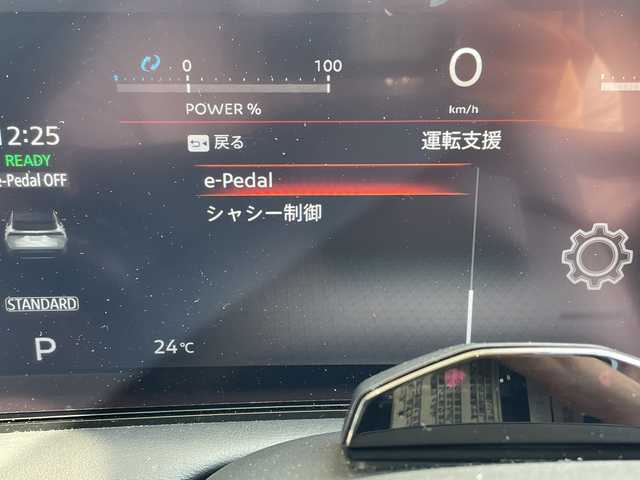 0 100
POWER %
0
km/h
12:25
READY
e-Pedal OFF
戻る
運転支援
e-Pedal
シャシー制御
STANDARD
P
24℃